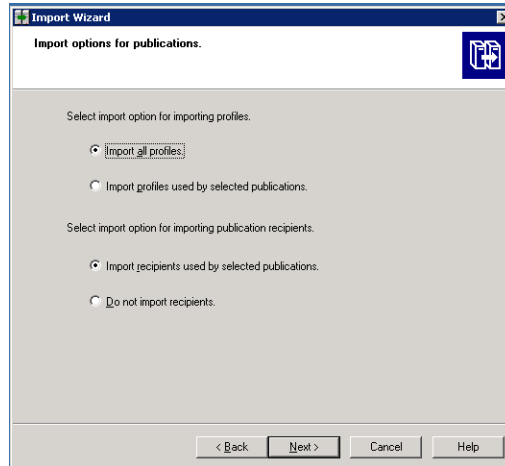 Import Wizard
Import options for publications.
Select import option for importing profiles.
Import all profiles.
Import profiles used by selected publications.
Select import option for importing publication recipients.
Import recipients used by selected publications.
Do not import recipients.
< Back Next > Cancel Help